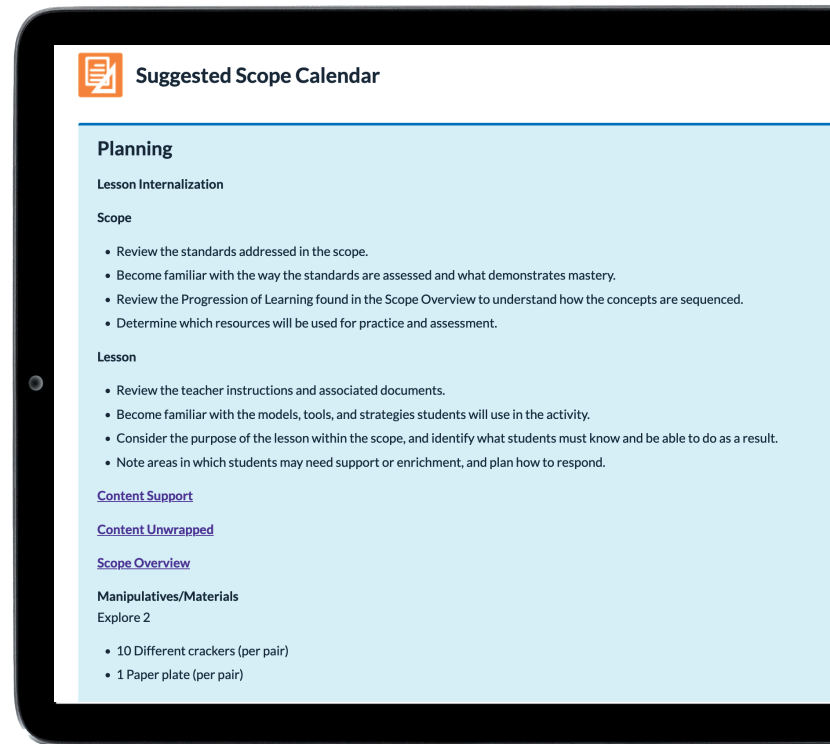 Suggested Scope Calendar
Planning
Lesson Internalization
Scope
• Review the standards addressed in the scope.
• Become familiar with the way the standards are assessed and what demonstrates mastery.
• Review the Progression of Learning found in the Scope Overview to understand how the concepts are sequenced.
• Determine which resources will be used for practice and assessment.
Lesson
• Review the teacher instructions and associated documents.
• Become familiar with the models, tools, and strategies students will use in the activity.
• Consider the purpose of the lesson within the scope, and identify what students must know and be able to do as a result.
• Note areas in which students may need support or enrichment, and plan how to respond.
Content Support
Content Unwrapped
Scope Overview
Manipulatives/Materials
Explore 2
• 10 Different crackers (per pair)
• 1 Paper plate (per pair)